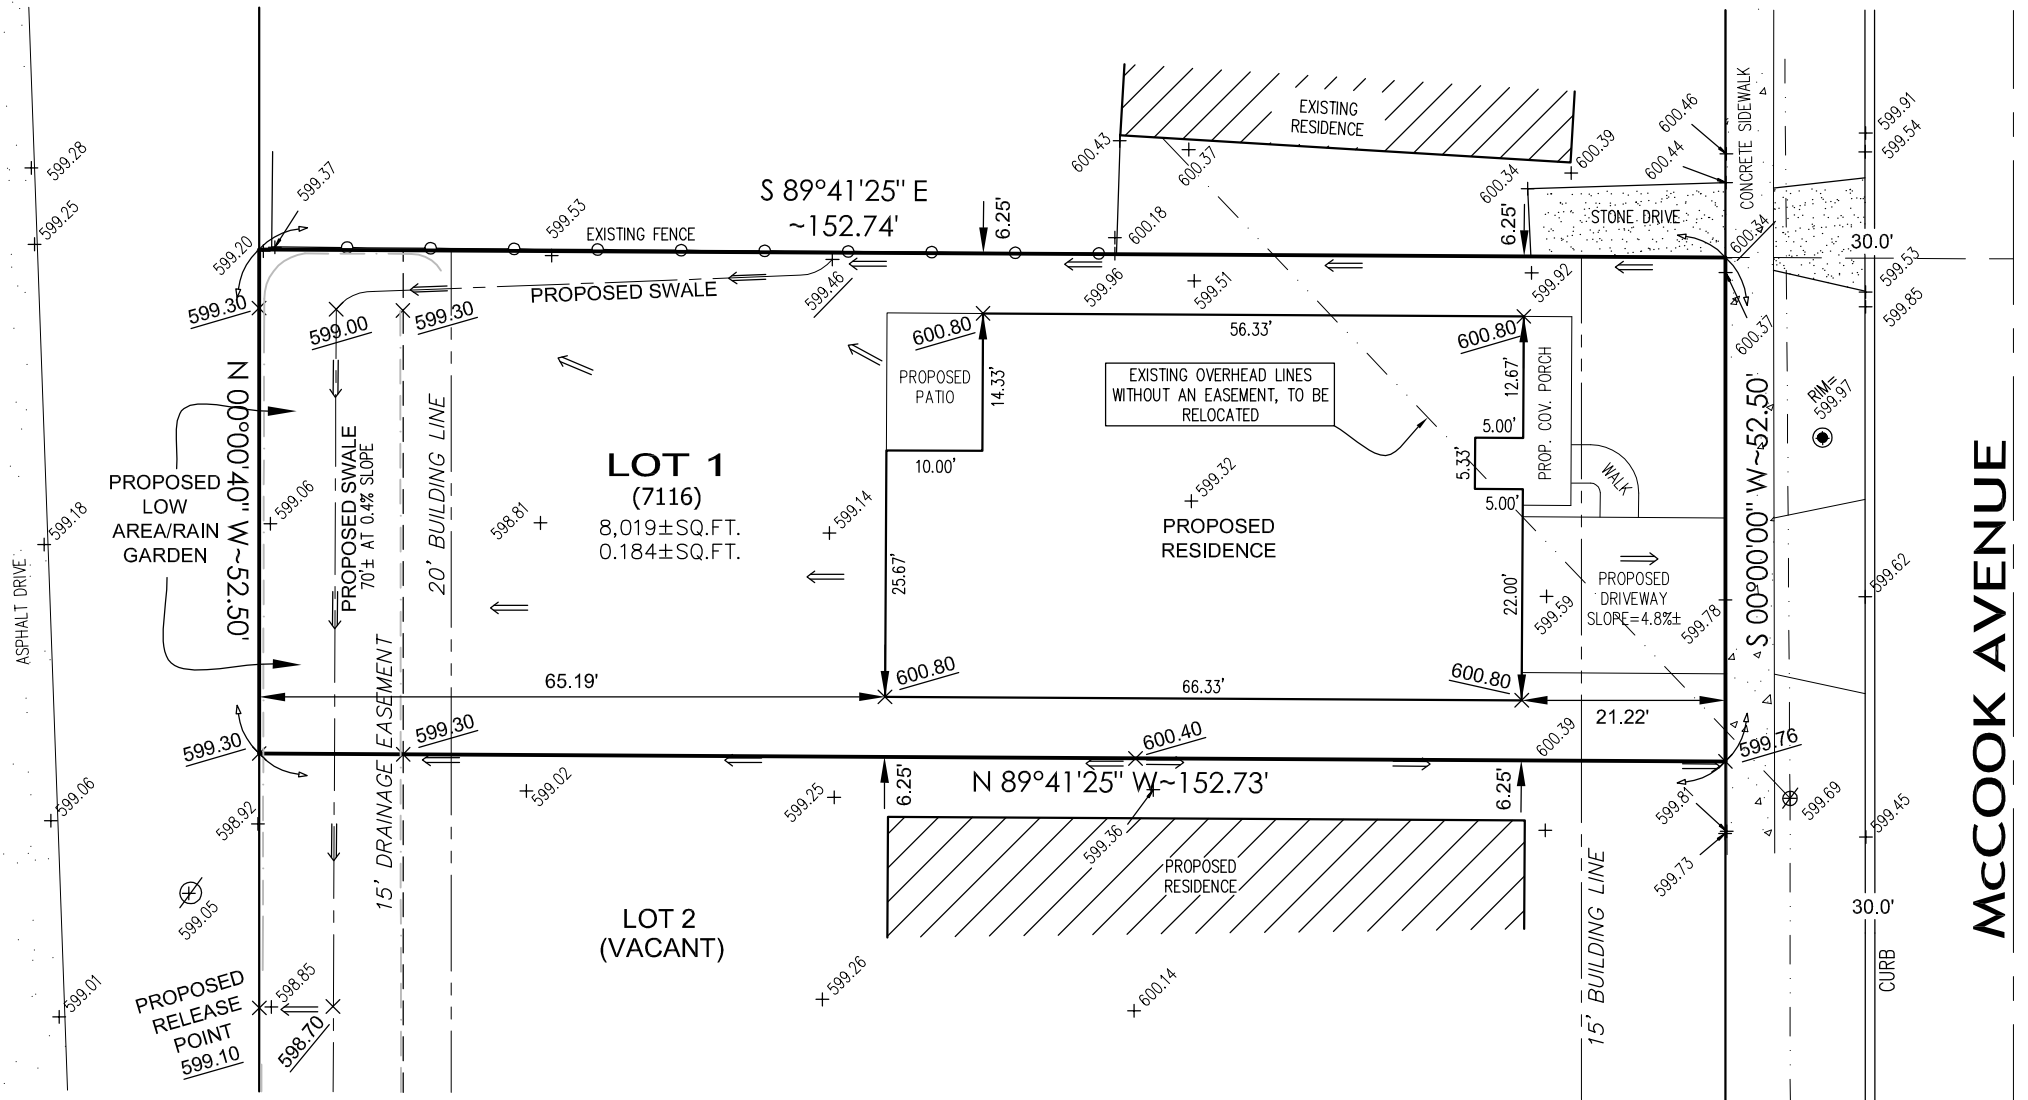 EXISTING
RESIDENCE
CONCRETE SIDEWALK
600.46
600.44
599.91
599.54
599.28
599.25
599.37
599.20
S 89°41'25" E
~152.74'
599.53
EXISTING FENCE
6.25'
600.43
600.37
600.18
600.34
600.39
6.25'
STONE DRIVE
600.34
30.0'
599.53
599.85
600.37
599.30
599.00
599.30
PROPOSED SWALE
599.46
599.96
599.51
599.92
600.80
56.33'
600.80
PROPOSED
PATIO
14.33'
10.00'
EXISTING OVERHEAD LINES
WITHOUT AN EASEMENT, TO BE
RELOCATED
12.67'
5.00'
5.33'
5.00'
PROP. COV. PORCH
WALK
RIM=
599.97
N 00°00'40" W~52.50'
PROPOSED
LOW
AREA/RAIN
GARDEN
599.06
PROPOSED SWALE
70'± AT 0.4% SLOPE
20' BUILDING LINE
LOT 1
(7116)
8,019±SQ.FT.
0.184±SQ.FT.
598.81
599.14
599.32
PROPOSED
RESIDENCE
25.67'
22.00'
599.59
PROPOSED
DRIVEWAY
SLOPE=4.8%±
599.78
S 00°00'00" W~52.50'
599.62
McCOOK AVENUE
599.18
ASPHALT DRIVE
65.19'
600.80
66.33'
600.80
21.22'
599.30
599.30
15' DRAINAGE EASEMENT
600.40
600.39
599.76
N 89°41'25" W~152.73'
599.06
598.92
599.02
599.25
6.25'
599.36
6.25'
599.81
599.69
599.45
599.73
PROPOSED
RESIDENCE
599.05
LOT 2
(VACANT)
15' BUILDING LINE
30.0'
CURB
599.01
598.85
599.26
600.14
PROPOSED
RELEASE
POINT
599.10
598.70